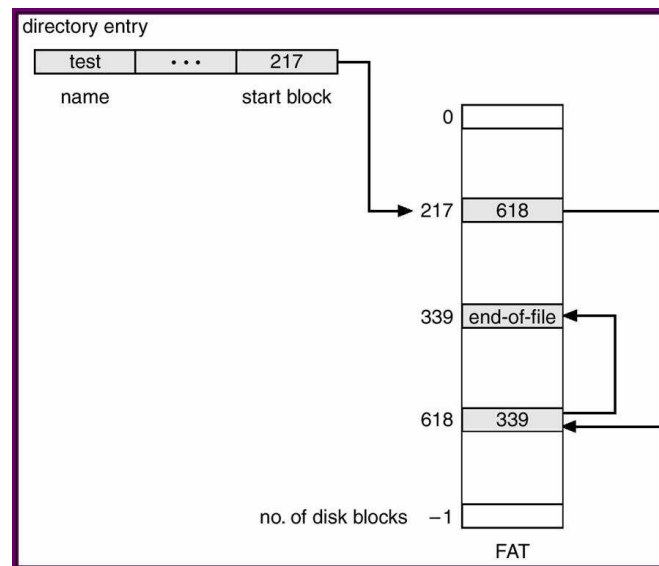 directory entry
test ••• 217
name start block
0
217 618
339 end-of-file
618 339
no. of disk blocks −1
FAT